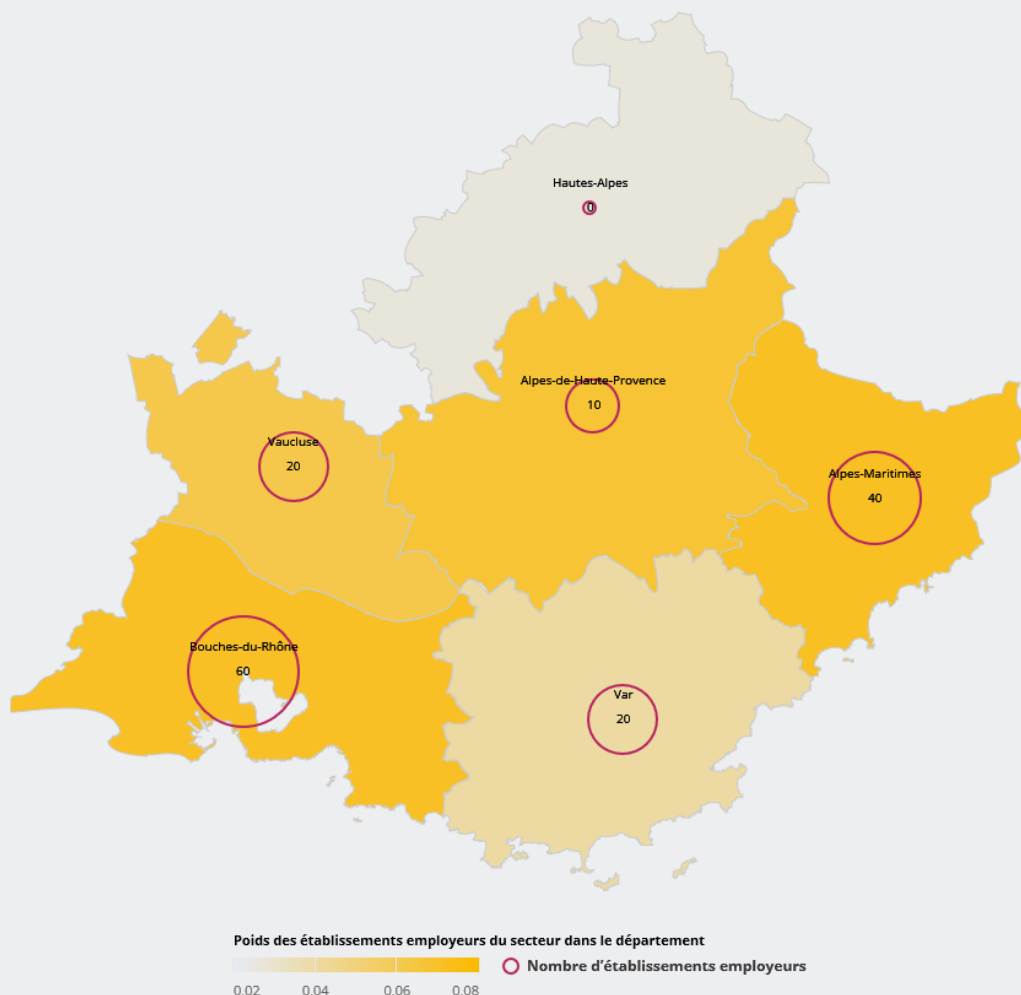 Hautes-Alpes
0
Alpes-de-Haute-Provence
10
Vaucluse
20
Alpes-Maritimes
40
Bouches-du-Rhône
60
Var
20
Poids des établissements employeurs du secteur dans le département
Nombre d'établissements employeurs
0.02 0.04 0.06 0.08